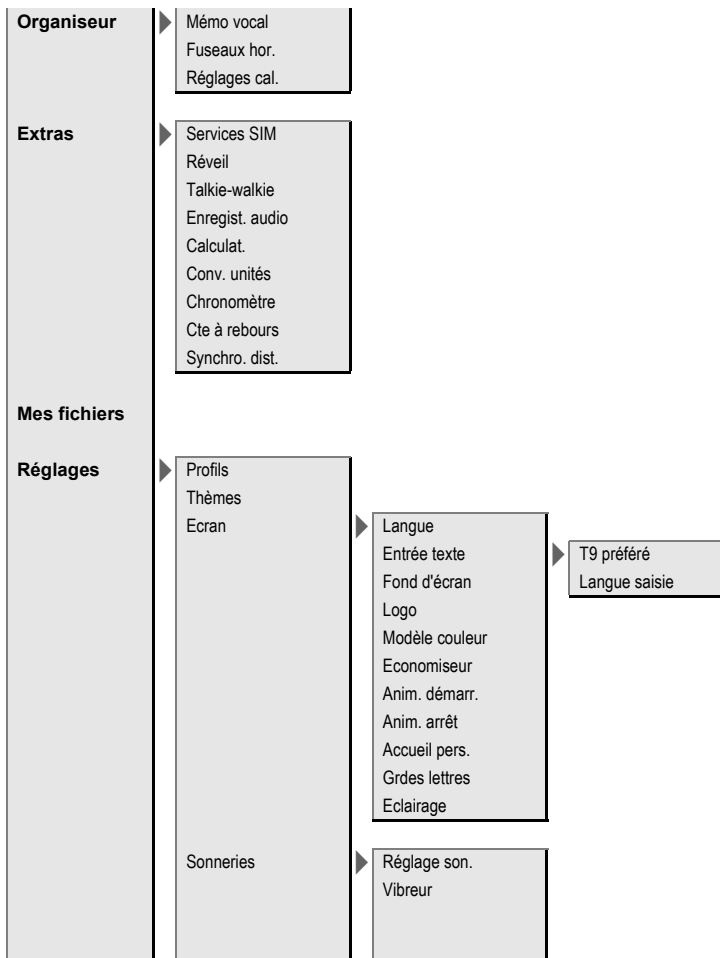 Organiseur
Mémo vocal
Fuseaux hor.
Réglages cal.
Extras
Services SIM
Réveil
Talkie-walkie
Enregist. audio
Calculat.
Conv. unités
Chronomètre
Cte à rebours
Synchro. dist.
Mes fichiers
Réglages
Profils
Thèmes
Ecran
Langue
Entrée texte
T9 préféré
Langue saisie
Fond d'écran
Logo
Modèle couleur
Economiseur
Anim. démarr.
Anim. arrêt
Accueil pers.
Grdes lettres
Eclairage
Sonneries
Réglage son.
Vibreur